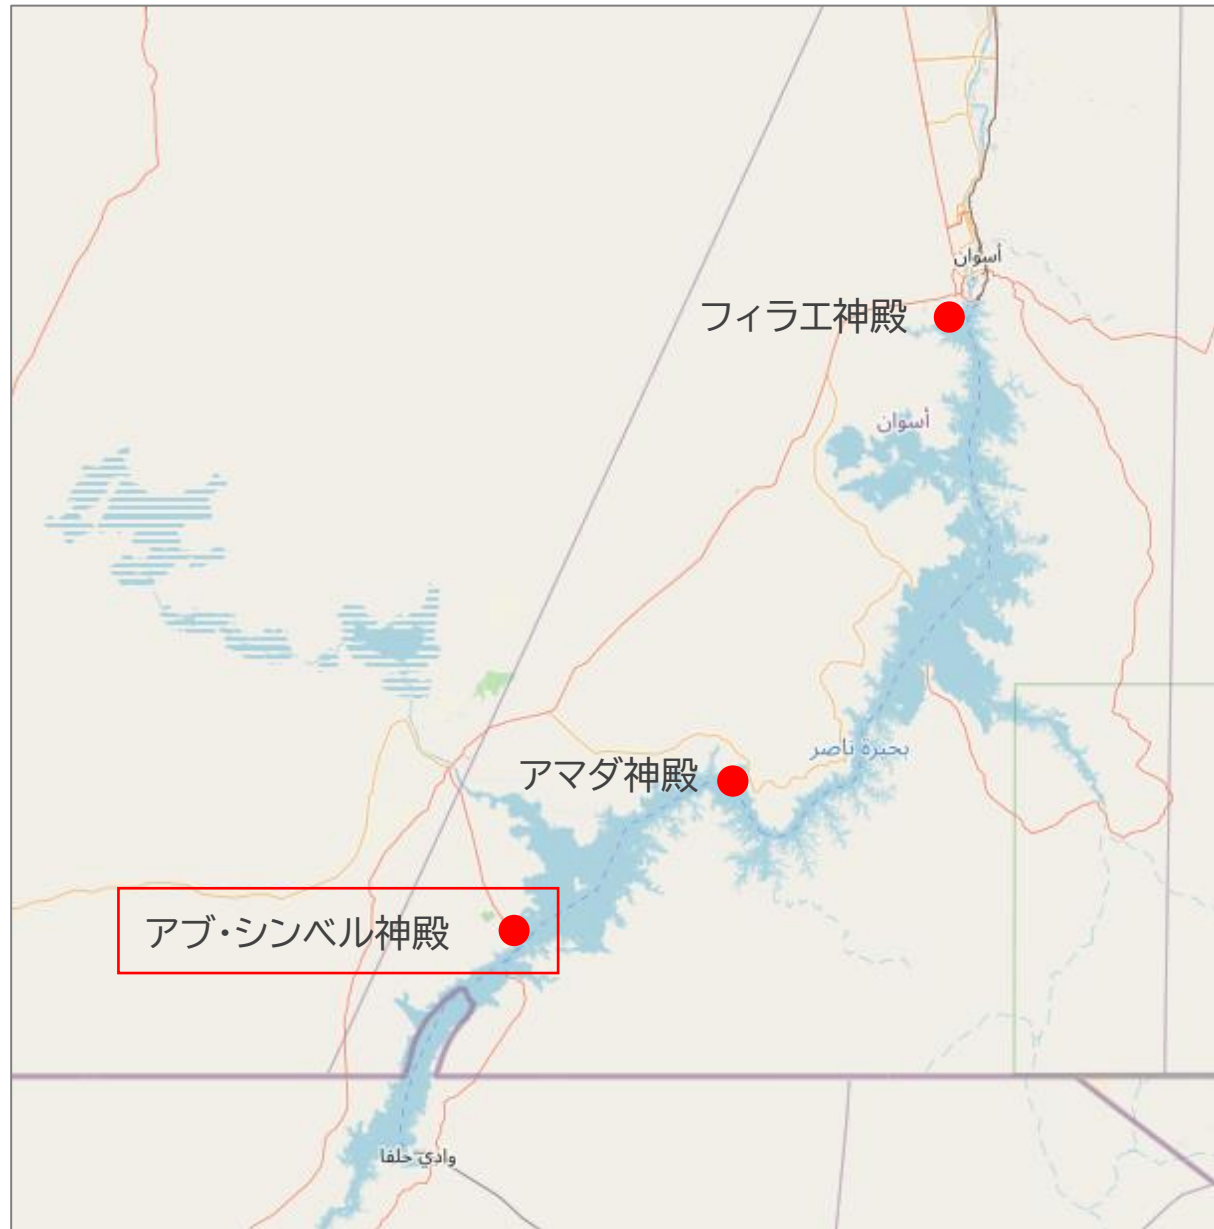 أسوان
フィラエ神殿
أسوان
بحيرة ناصر
アマダ神殿
アブ・シンベル神殿
وادي حلفا